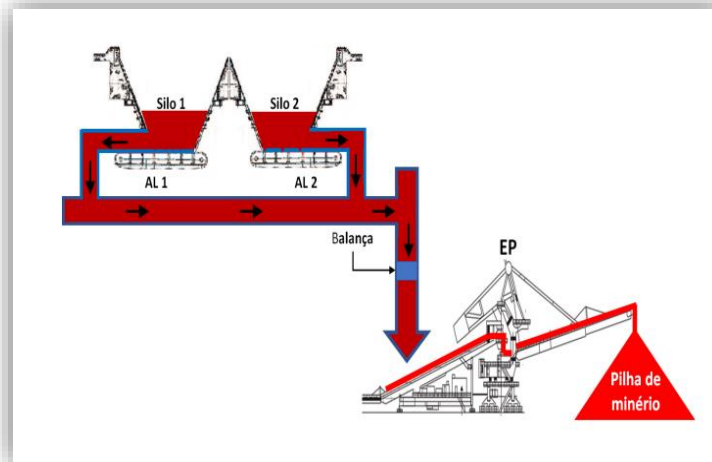 Silo 1
Silo 2
AL 1
AL 2
Balança
EP
Pilha de
minério